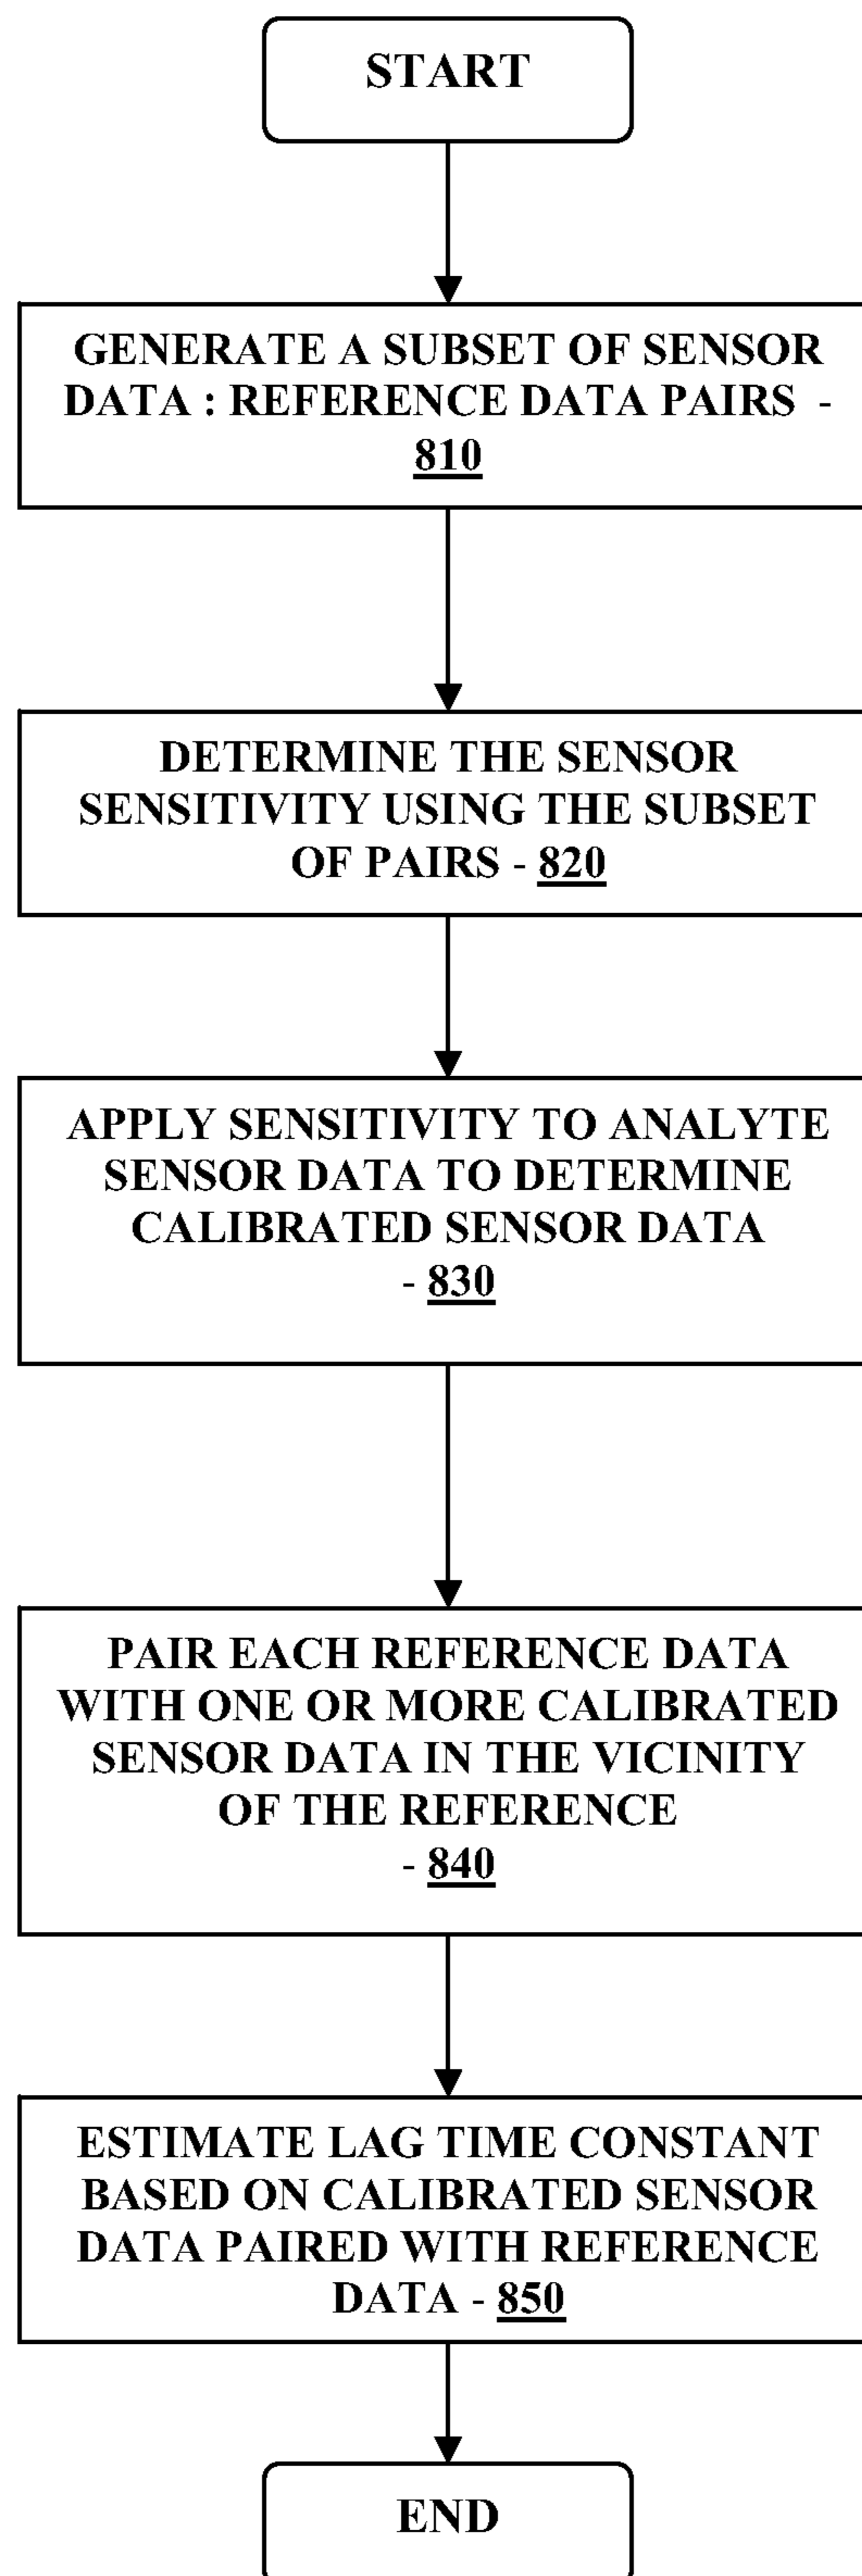 START
GENERATE A SUBSET OF SENSOR
DATA : REFERENCE DATA PAIRS -
810
DETERMINE THE SENSOR
SENSITIVITY USING THE SUBSET
OF PAIRS - 820
APPLY SENSITIVITY TO ANALYTE
SENSOR DATA TO DETERMINE
CALIBRATED SENSOR DATA
- 830
PAIR EACH REFERENCE DATA
WITH ONE OR MORE CALIBRATED
SENSOR DATA IN THE VICINITY
OF THE REFERENCE
- 840
ESTIMATE LAG TIME CONSTANT
BASED ON CALIBRATED SENSOR
DATA PAIRED WITH REFERENCE
DATA - 850
END